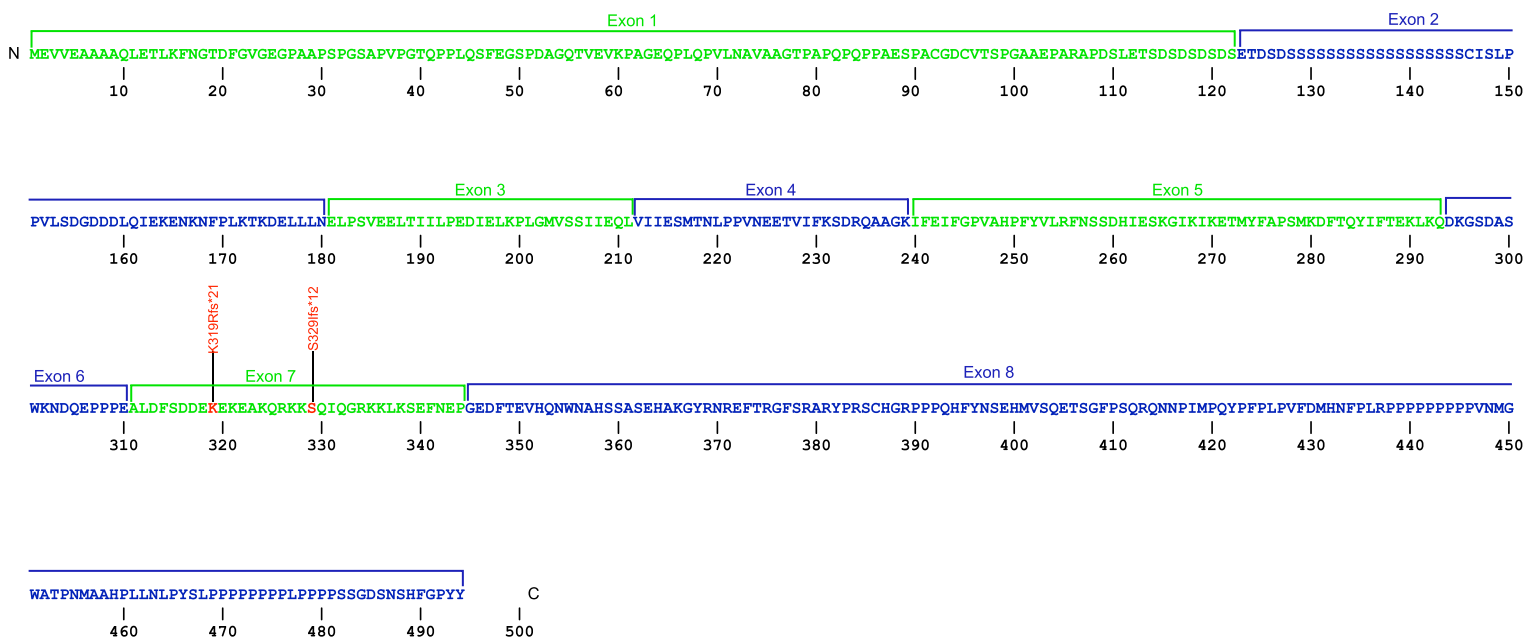 Exon 1 Exon 2
N MEVVEAAAAQLETLKFNGTDFGVGEGPAAPSPGSAPVPGTQPPLQSFEGSPDAGQTVEVKPAGEQPLQPVLNAVAAGTPAPQPQPPAESPACGDCVTSPGAAEPARAPDSLETSDSDSDSDSETDSDSSSSSSSSSSSSSSSSSSSSCISLP
10 20 30 40 50 60 70 80 90 100 110 120 130 140 150
Exon 3 Exon 4 Exon 5
PVLSDGDDDLQIEKENKNFPLKTKDELLLNELPSVEELTIILPEDIELKPLGMVSSIIEQLVIIESMTNLPPVNEETVIFKSDRQAAGKIFEIFGPVAHPFYVLRFNSSDHIESKGIKIKETMYFAPSMKDFTQYIFTEKLKQDKGSDAS
160 170 180 190 200 210 220 230 240 250 260 270 280 290 300
K319Rfs*21 S329Ifs*12
Exon 6 Exon 7 Exon 8
WKNDQEPPPEALDFSDDEKEKEAKQRKKSQIQGRKKLKSEFNEPGEDFTEVHQNWNAHSSASEHAKGYRNREFTRGFSRARYPRSCHGRPPPQHFYNSEHMVSQETSGFPSQRQNNPIMPQYPFPLPVFDMHNFPLRPPPPPPPPPVNMG
310 320 330 340 350 360 370 380 390 400 410 420 430 440 450
WATPNMAAHPLLNLPYSLPPPPPPPPLPPPPSSGDSNSHFGPYY C
460 470 480 490 500